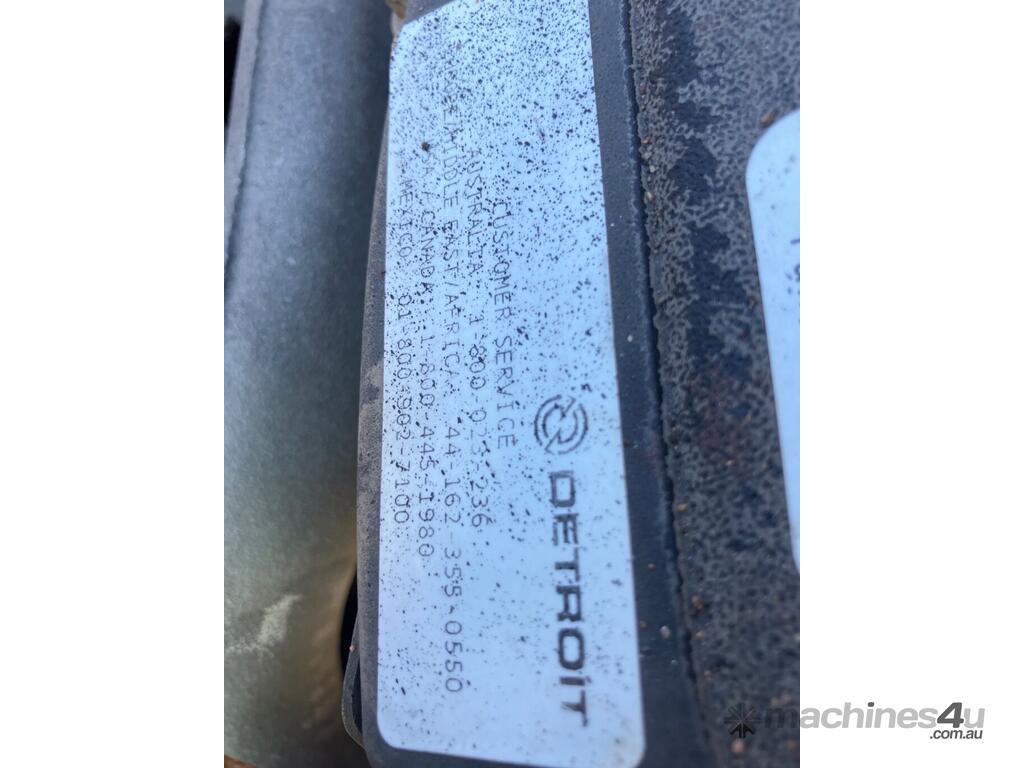 DETROIT
CUSTOMER SERVICE
AUSTRALIA 1-800 023-236
MIDDLE EAST/AFRICA 44-162-355-0550
CANADA 1-800-445-1980
MEXICO 01-800-902-7100
machines4u
.com.au